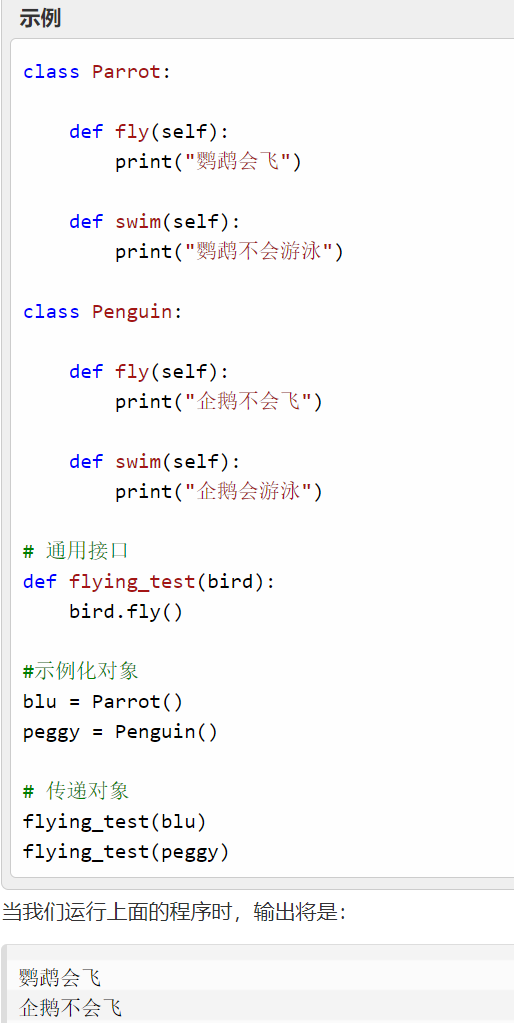 示例
class Parrot:
def fly(self):
print("鹦鹉会飞")
def swim(self):
print("鹦鹉不会游泳")
class Penguin:
def fly(self):
print("企鹅不会飞")
def swim(self):
print("企鹅会游泳")
# 通用接口
def flying_test(bird):
bird.fly()
#示例化对象
blu = Parrot()
peggy = Penguin()
# 传递对象
flying_test(blu)
flying_test(peggy)
当我们运行上面的程序时，输出将是：
鹦鹉会飞
企鹅不会飞